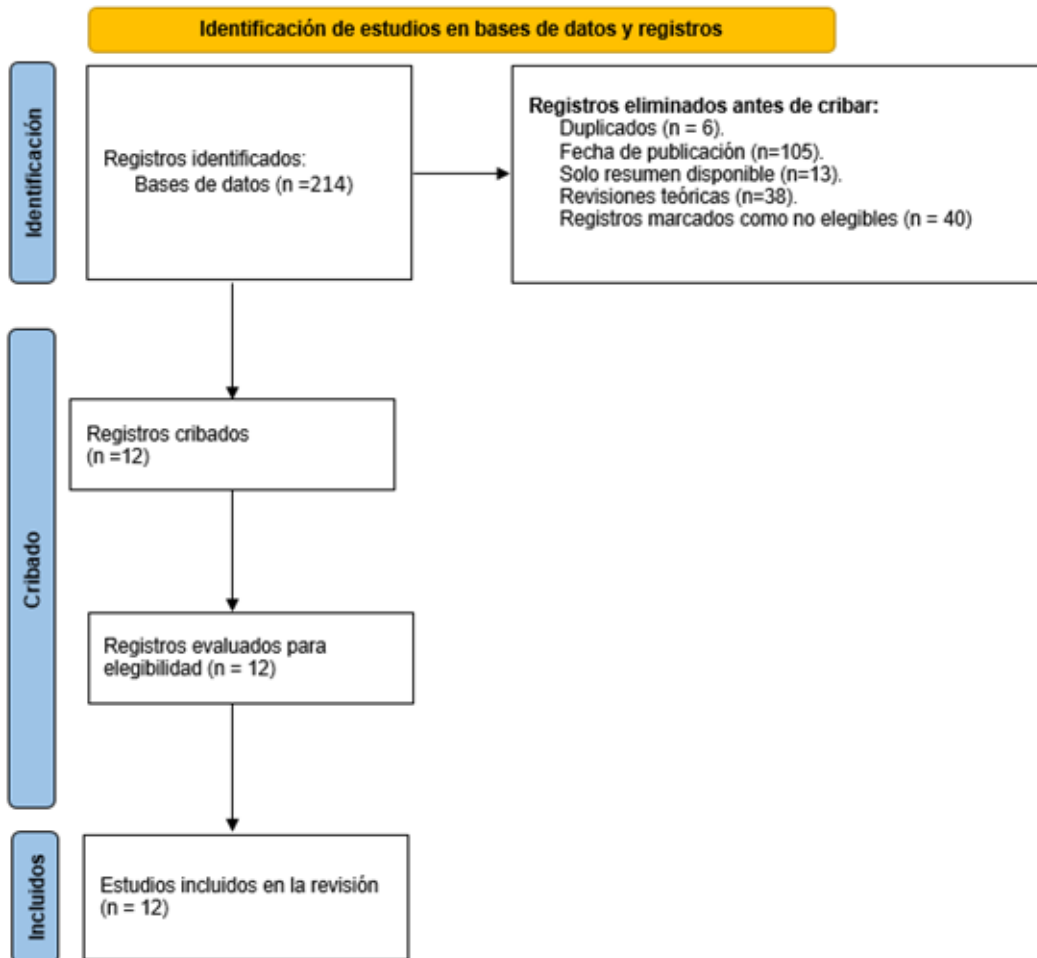 Identificación de estudios en bases de datos y registros
Identificación
Registros identificados:
Bases de datos (n =214)
Registros eliminados antes de cribar:
Duplicados (n = 6).
Fecha de publicación (n=105).
Solo resumen disponible (n=13).
Revisiones teóricas (n=38).
Registros marcados como no elegibles (n = 40)
Cribado
Registros cribados
(n =12)
Registros evaluados para
elegibilidad (n = 12)
Incluidos
Estudios incluidos en la revisión
(n = 12)